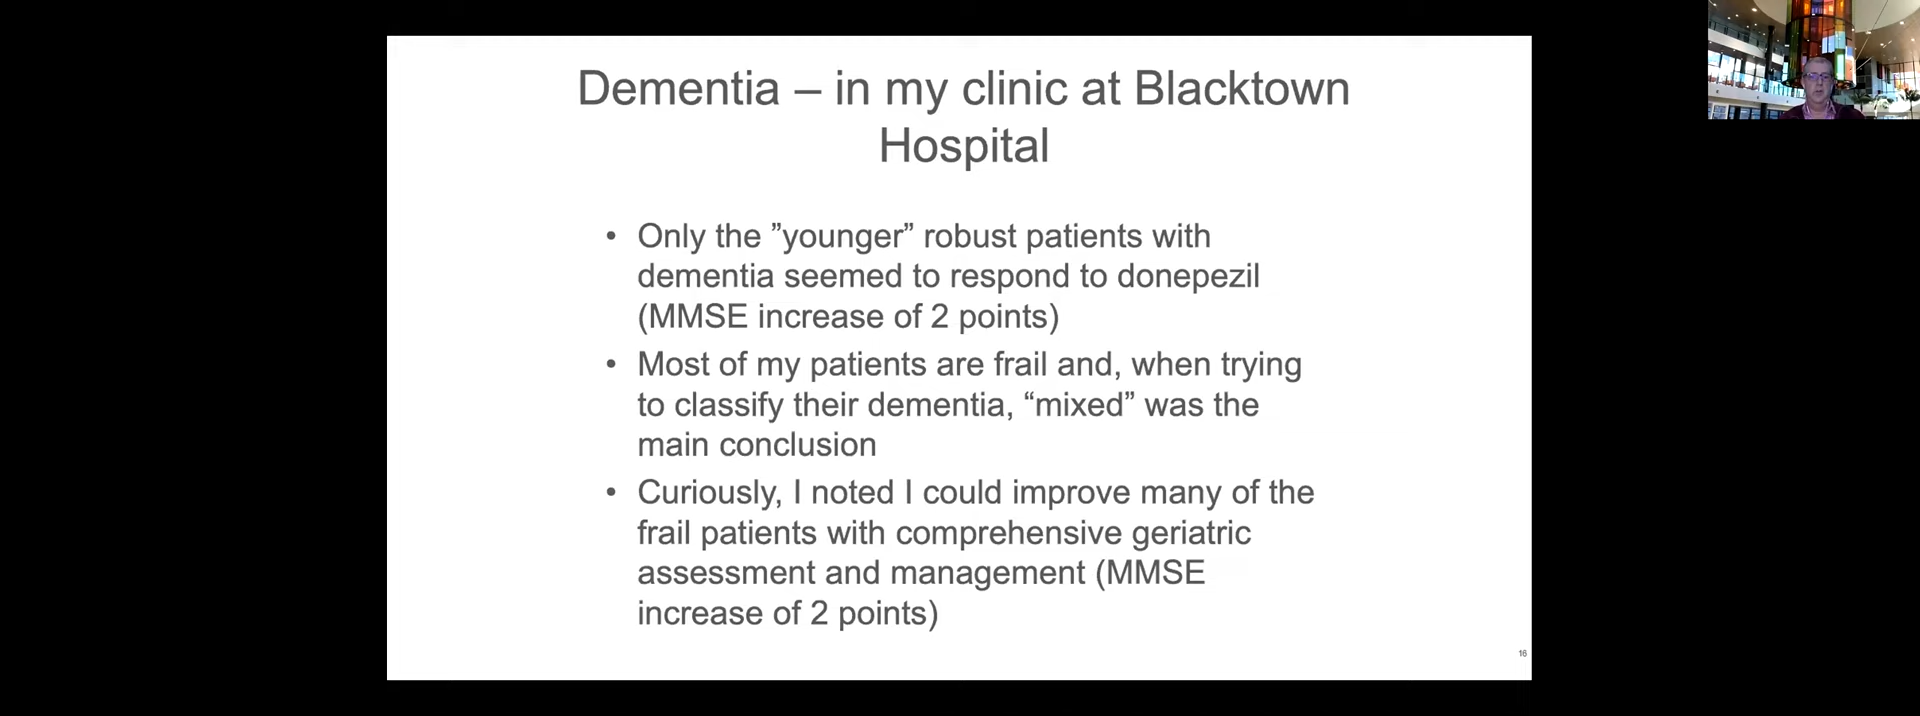 Dementia – in my clinic at Blacktown
Hospital
• Only the ”younger” robust patients with
dementia seemed to respond to donepezil
(MMSE increase of 2 points)
• Most of my patients are frail and, when trying
to classify their dementia, “mixed” was the
main conclusion
• Curiously, I noted I could improve many of the
frail patients with comprehensive geriatric
assessment and management (MMSE
increase of 2 points)
16